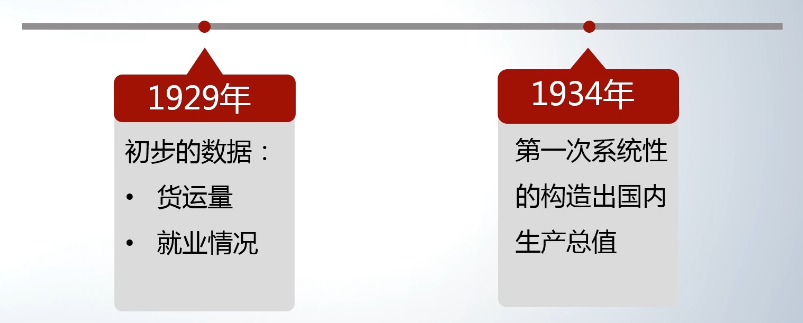 1929年
初步的数据：
• 货运量
• 就业情况
1934年
第一次系统性
的构造出国内
生产总值